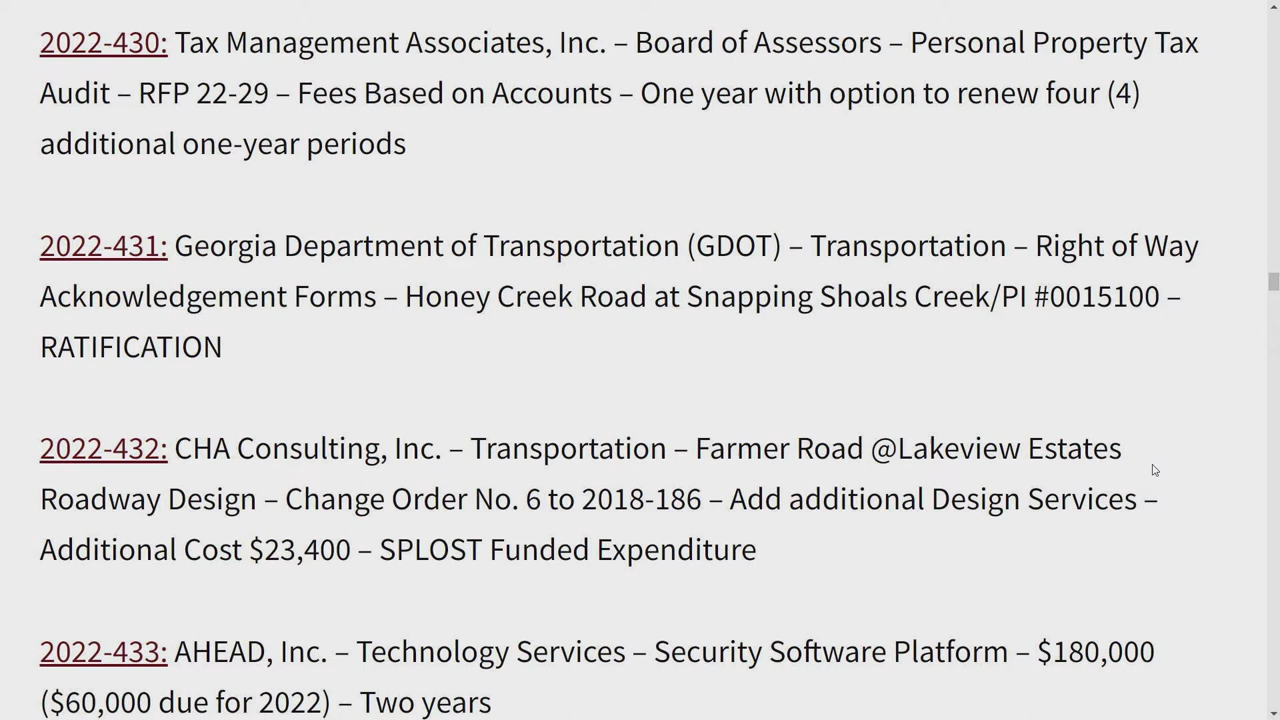 2022-430: Tax Management Associates, Inc. – Board of Assessors – Personal Property Tax
Audit – RFP 22-29 – Fees Based on Accounts – One year with option to renew four (4)
additional one-year periods
2022-431: Georgia Department of Transportation (GDOT) – Transportation – Right of Way
Acknowledgement Forms – Honey Creek Road at Snapping Shoals Creek/PI #0015100 –
RATIFICATION
2022-432: CHA Consulting, Inc. – Transportation – Farmer Road @Lakeview Estates
Roadway Design – Change Order No. 6 to 2018-186 – Add additional Design Services –
Additional Cost $23,400 – SPLOST Funded Expenditure
2022-433: AHEAD, Inc. – Technology Services – Security Software Platform – $180,000
($60,000 due for 2022) – Two years